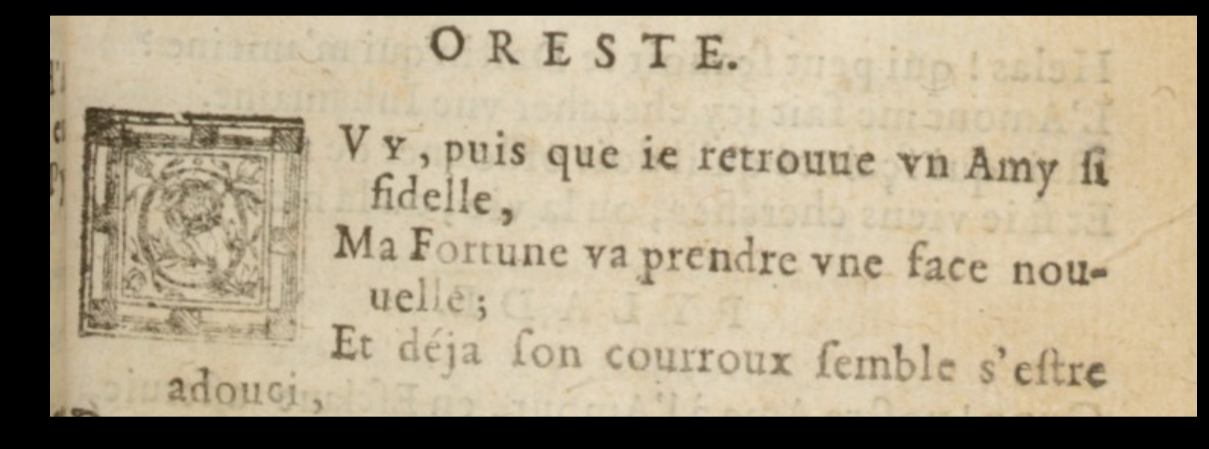 ORESTE.
OVy, puis que ie retrouue vn Amy ſi
fidelle,
Ma Fortune va prendre vne face nou-
uelle;
Et déja ſon courroux ſemble s'eſtre
adouci,